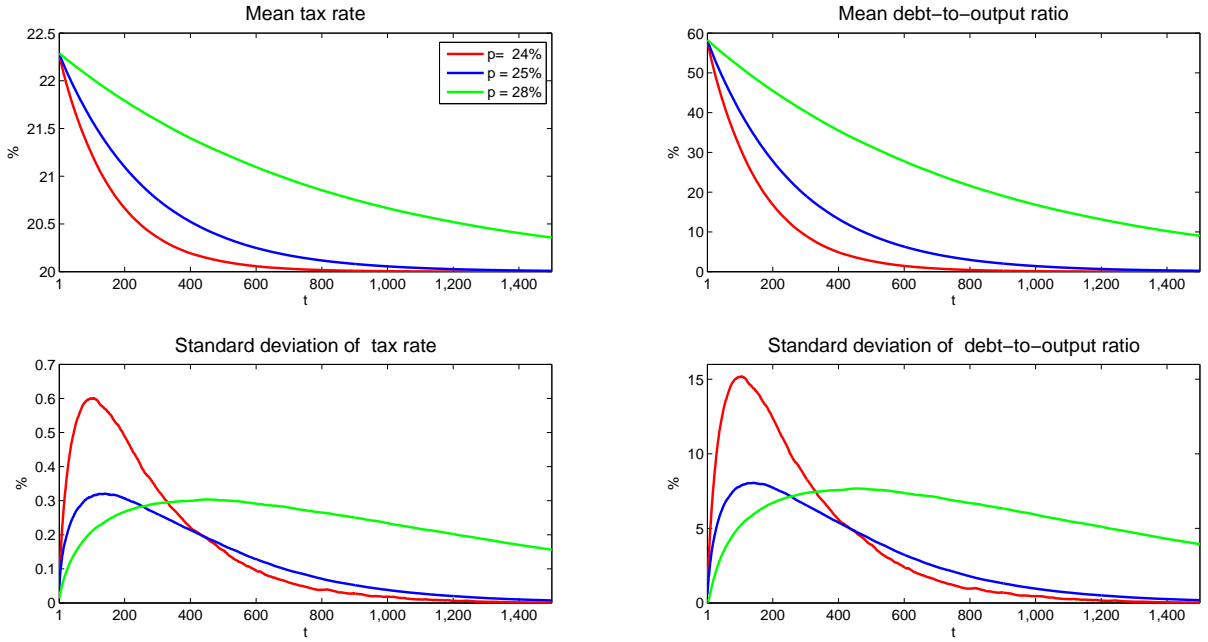 Mean tax rate
22.5
22
21.5
21
20.5
20
%
1 200 400 600 800 1,000 1,200 1,400
t
p= 24%
p = 25%
p = 28%
Mean debt−to−output ratio
60
50
40
30
20
10
0
%
1 200 400 600 800 1,000 1,200 1,400
t
Standard deviation of tax rate
0.7
0.6
0.5
0.4
0.3
0.2
0.1
0
%
1 200 400 600 800 1,000 1,200 1,400
t
Standard deviation of debt−to−output ratio
15
10
5
0
%
1 200 400 600 800 1,000 1,200 1,400
t